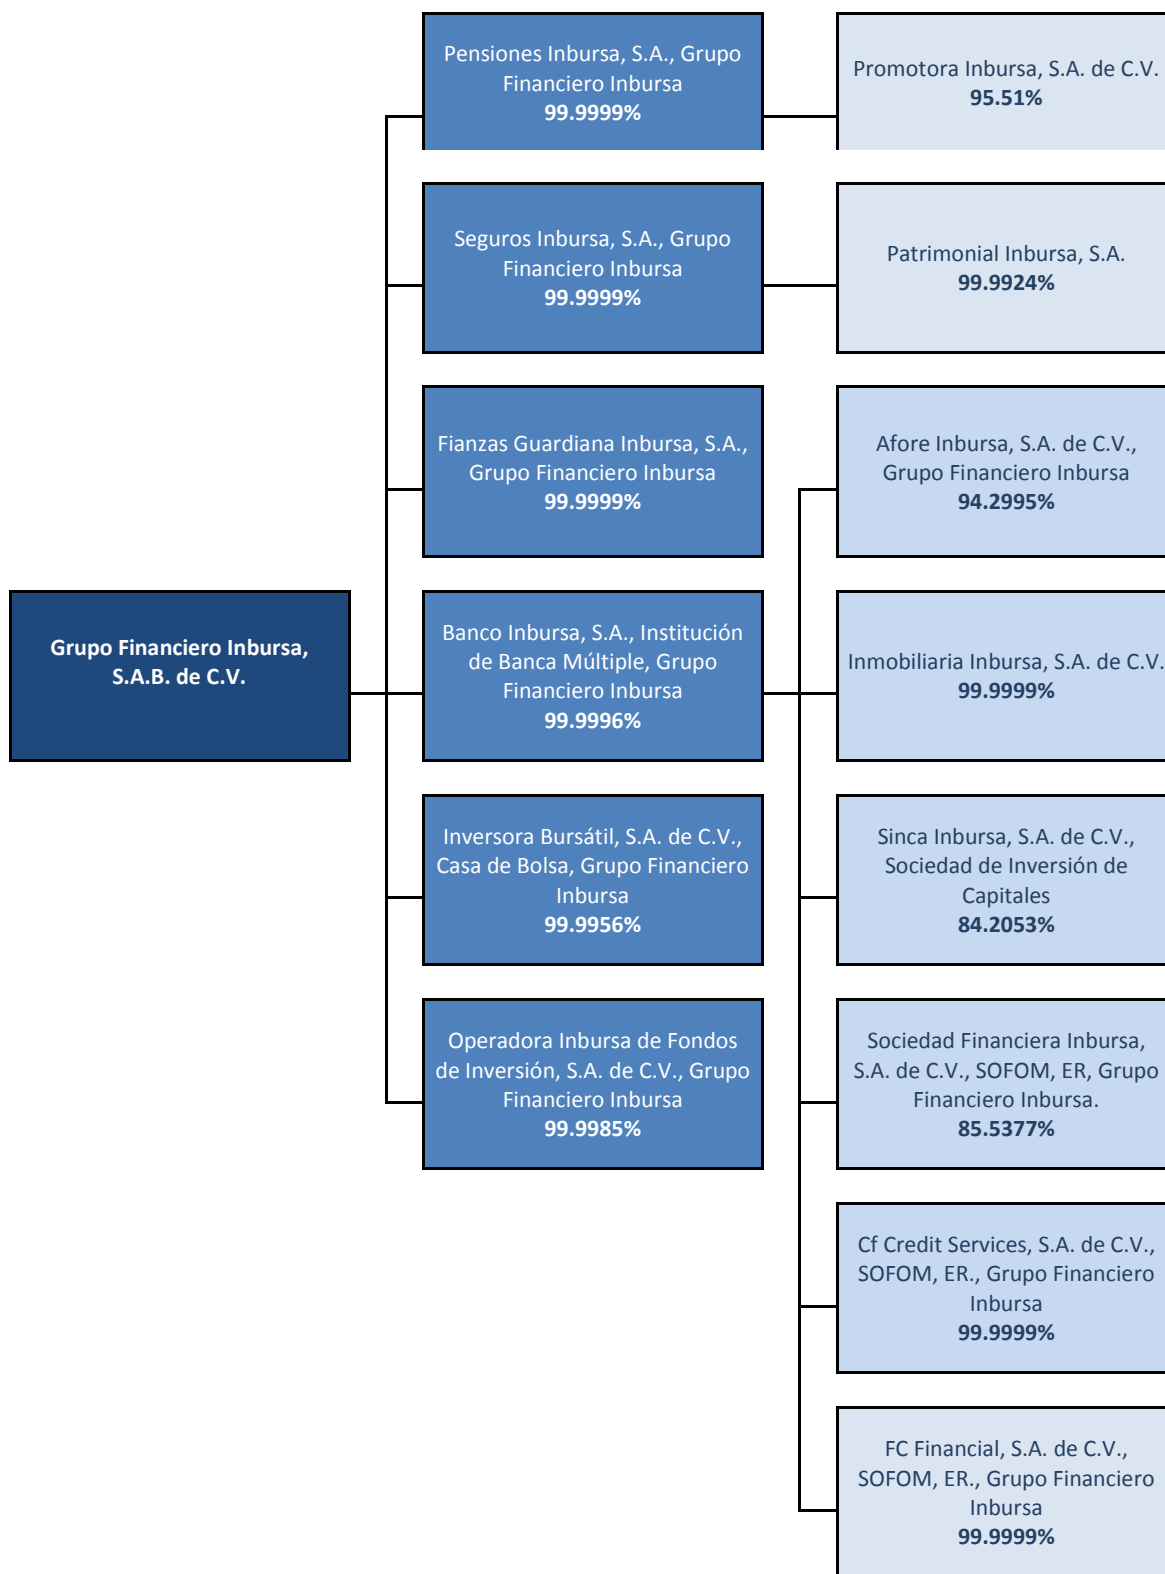 Pensiones Inbursa, S.A., Grupo
Financiero Inbursa
99.9999%
Promotora Inbursa, S.A. de C.V.
95.51%
Seguros Inbursa, S.A., Grupo
Financiero Inbursa
99.9999%
Patrimonial Inbursa, S.A.
99.9924%
Fianzas Guardiana Inbursa, S.A.,
Grupo Financiero Inbursa
99.9999%
Afore Inbursa, S.A. de C.V.,
Grupo Financiero Inbursa
94.2995%
Grupo Financiero Inbursa,
S.A.B. de C.V.
Banco Inbursa, S.A., Institución
de Banca Múltiple, Grupo
Financiero Inbursa
99.9996%
Inmobiliaria Inbursa, S.A. de C.V.
99.9999%
Inversora Bursátil, S.A. de C.V.,
Casa de Bolsa, Grupo Financiero
Inbursa
99.9956%
Sinca Inbursa, S.A. de C.V.,
Sociedad de Inversión de
Capitales
84.2053%
Operadora Inbursa de Fondos
de Inversión, S.A. de C.V., Grupo
Financiero Inbursa
99.9985%
Sociedad Financiera Inbursa,
S.A. de C.V., SOFOM, ER, Grupo
Financiero Inbursa.
85.5377%
Cf Credit Services, S.A. de C.V.,
SOFOM, ER., Grupo Financiero
Inbursa
99.9999%
FC Financial, S.A. de C.V.,
SOFOM, ER., Grupo Financiero
Inbursa
99.9999%